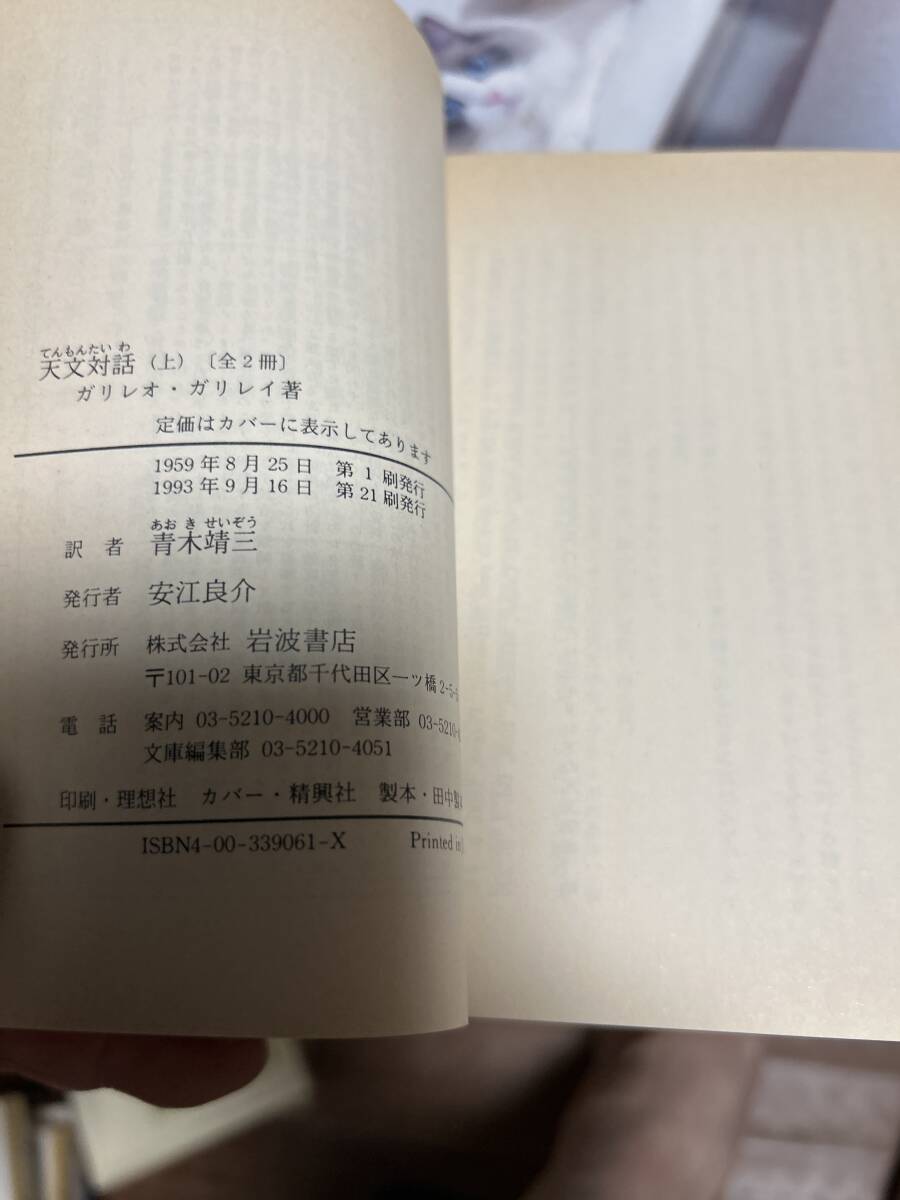 てんもんたいわ
天文対話（上）〔全2冊〕
ガリレオ・ガリレイ著
定価はカバーに表示してあります
1959年8月25日 第1刷発行
1993年9月16日 第21刷発行
あおきせいぞう
訳者 青木靖三
発行者 安江良介
発行所 株式会社 岩波書店
〒101-02 東京都千代田区一ツ橋2-5-
電話 案内 03-5210-4000 営業部 03-5210-
文庫編集部 03-5210-4051
印刷・理想社 カバー・精興社 製本・田中製
ISBN4-00-339061-X Printed in